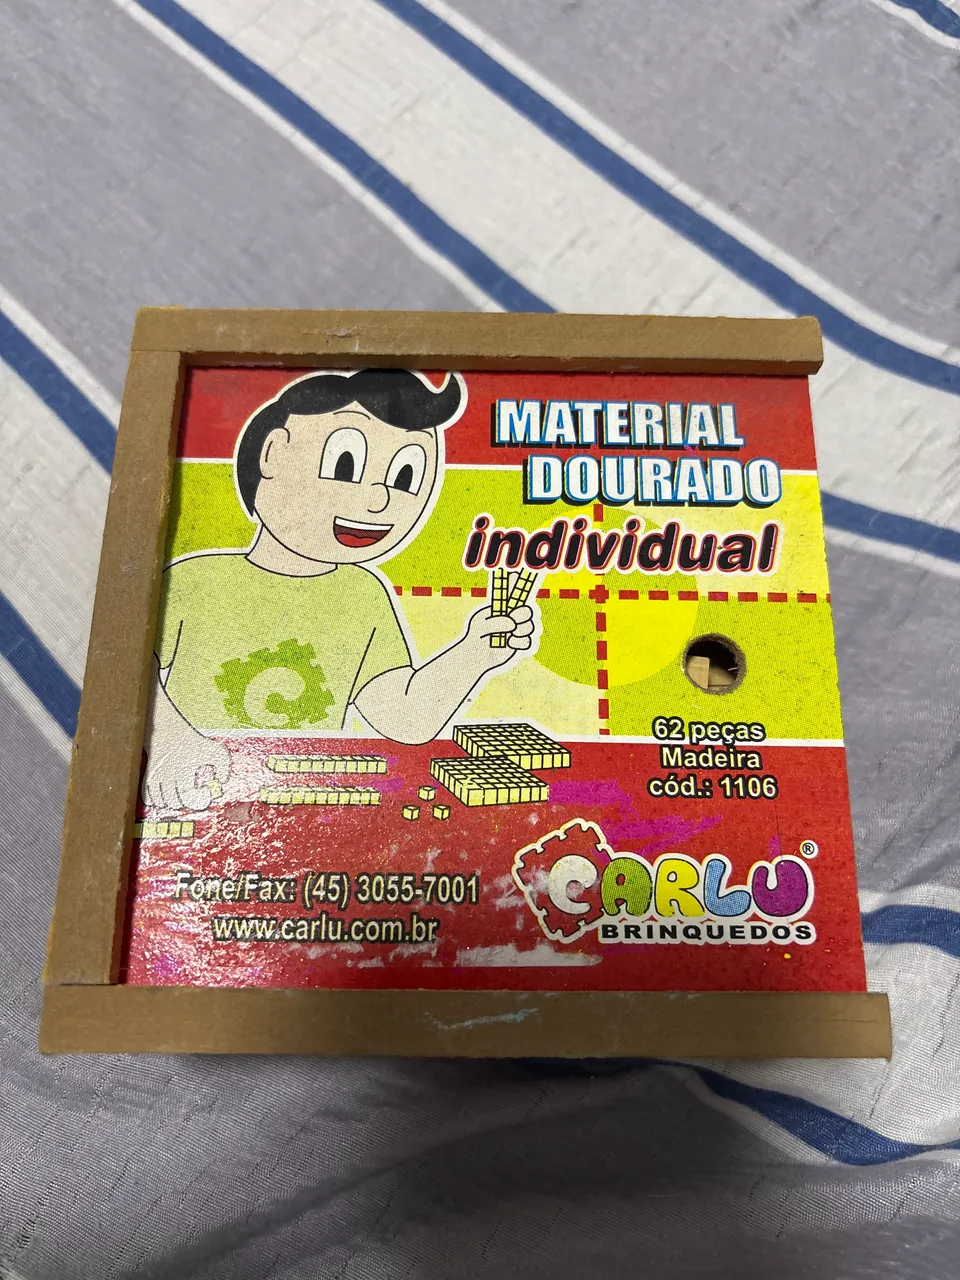 MATERIAL
DOURADO
individual
62 peças
Madeira
cód.: 1106
Fone/Fax: (45) 3055-7001
www.carlu.com.br
CARLU®
BRINQUEDOS